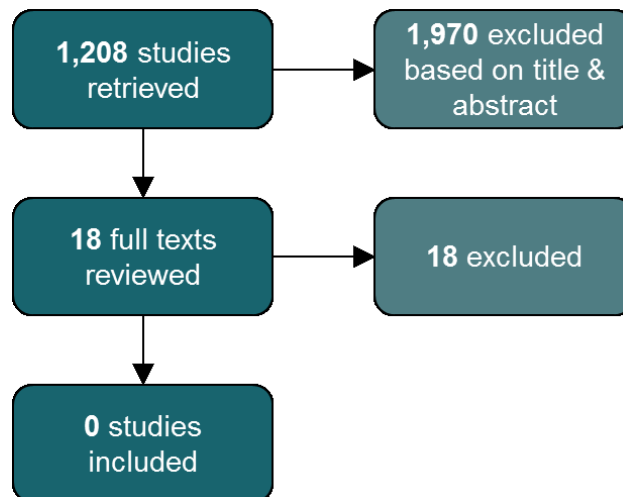 1,208 studies
retrieved
1,970 excluded
based on title &
abstract
18 full texts
reviewed
18 excluded
0 studies
included